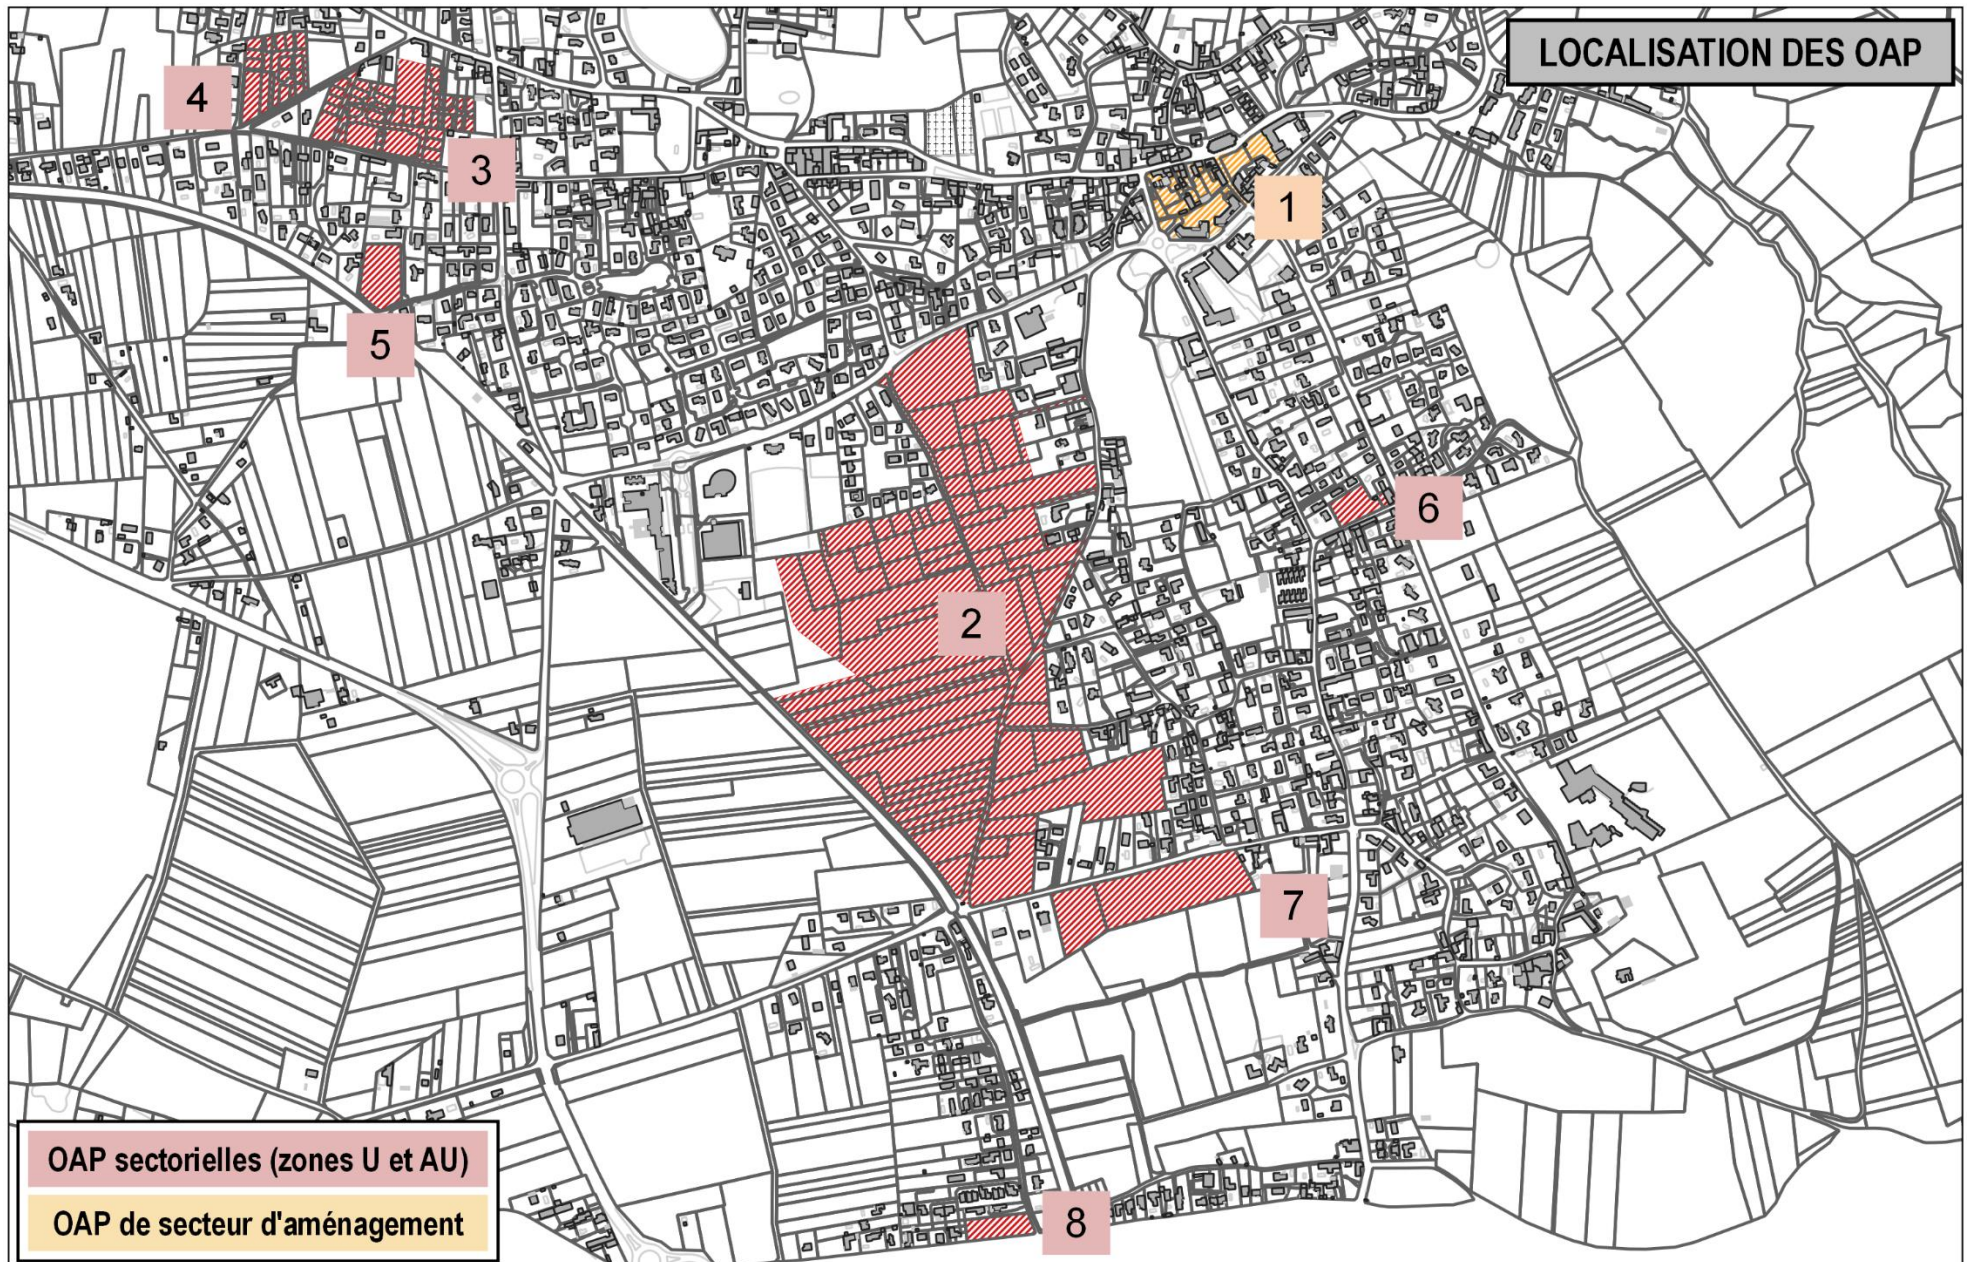 LOCALISATION DES OAP
4
3
1
5
6
2
7
8
OAP sectorielles (zones U et AU)
OAP de secteur d'aménagement